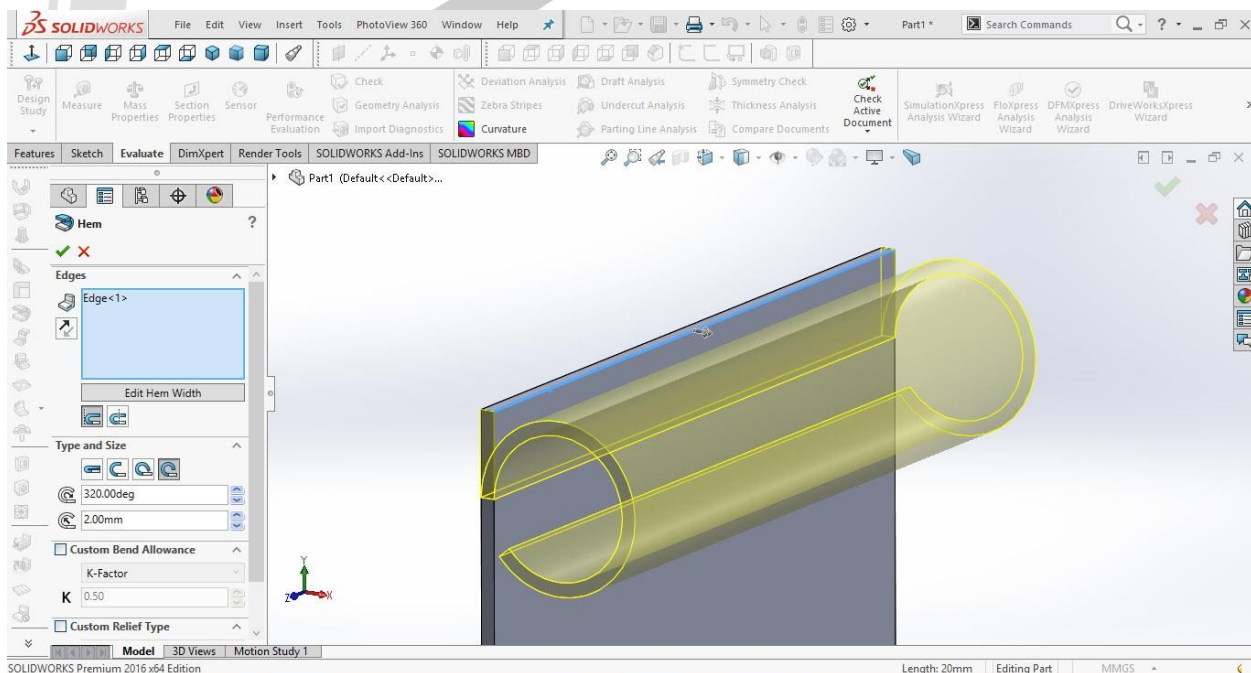 SOLIDWORKS File Edit View Insert Tools PhotoView 360 Window Help Part1 * Search Commands ?
Check Deviation Analysis Draft Analysis Symmetry Check
Design Study Measure Mass Properties Section Properties Sensor Performance Evaluation Geometry Analysis Zebra Stripes Undercut Analysis Thickness Analysis Check Active Document SimulationXpress Analysis Wizard FloXpress Analysis Wizard DFMXpress Analysis Wizard DriveWorksXpress Wizard
Import Diagnostics Curvature Parting Line Analysis Compare Documents
Features Sketch Evaluate DimXpert Render Tools SOLIDWORKS Add-Ins SOLIDWORKS MBD
Part1 (Default<<Default>...
Hem ?
Edges
Edge<1>
Edit Hem Width
Type and Size
320.00deg
2.00mm
Custom Bend Allowance
K-Factor
K 0.50
Custom Relief Type
Y
Z X
Model 3D Views Motion Study 1
SOLIDWORKS Premium 2016 x64 Edition Length: 20mm Editing Part MMGS